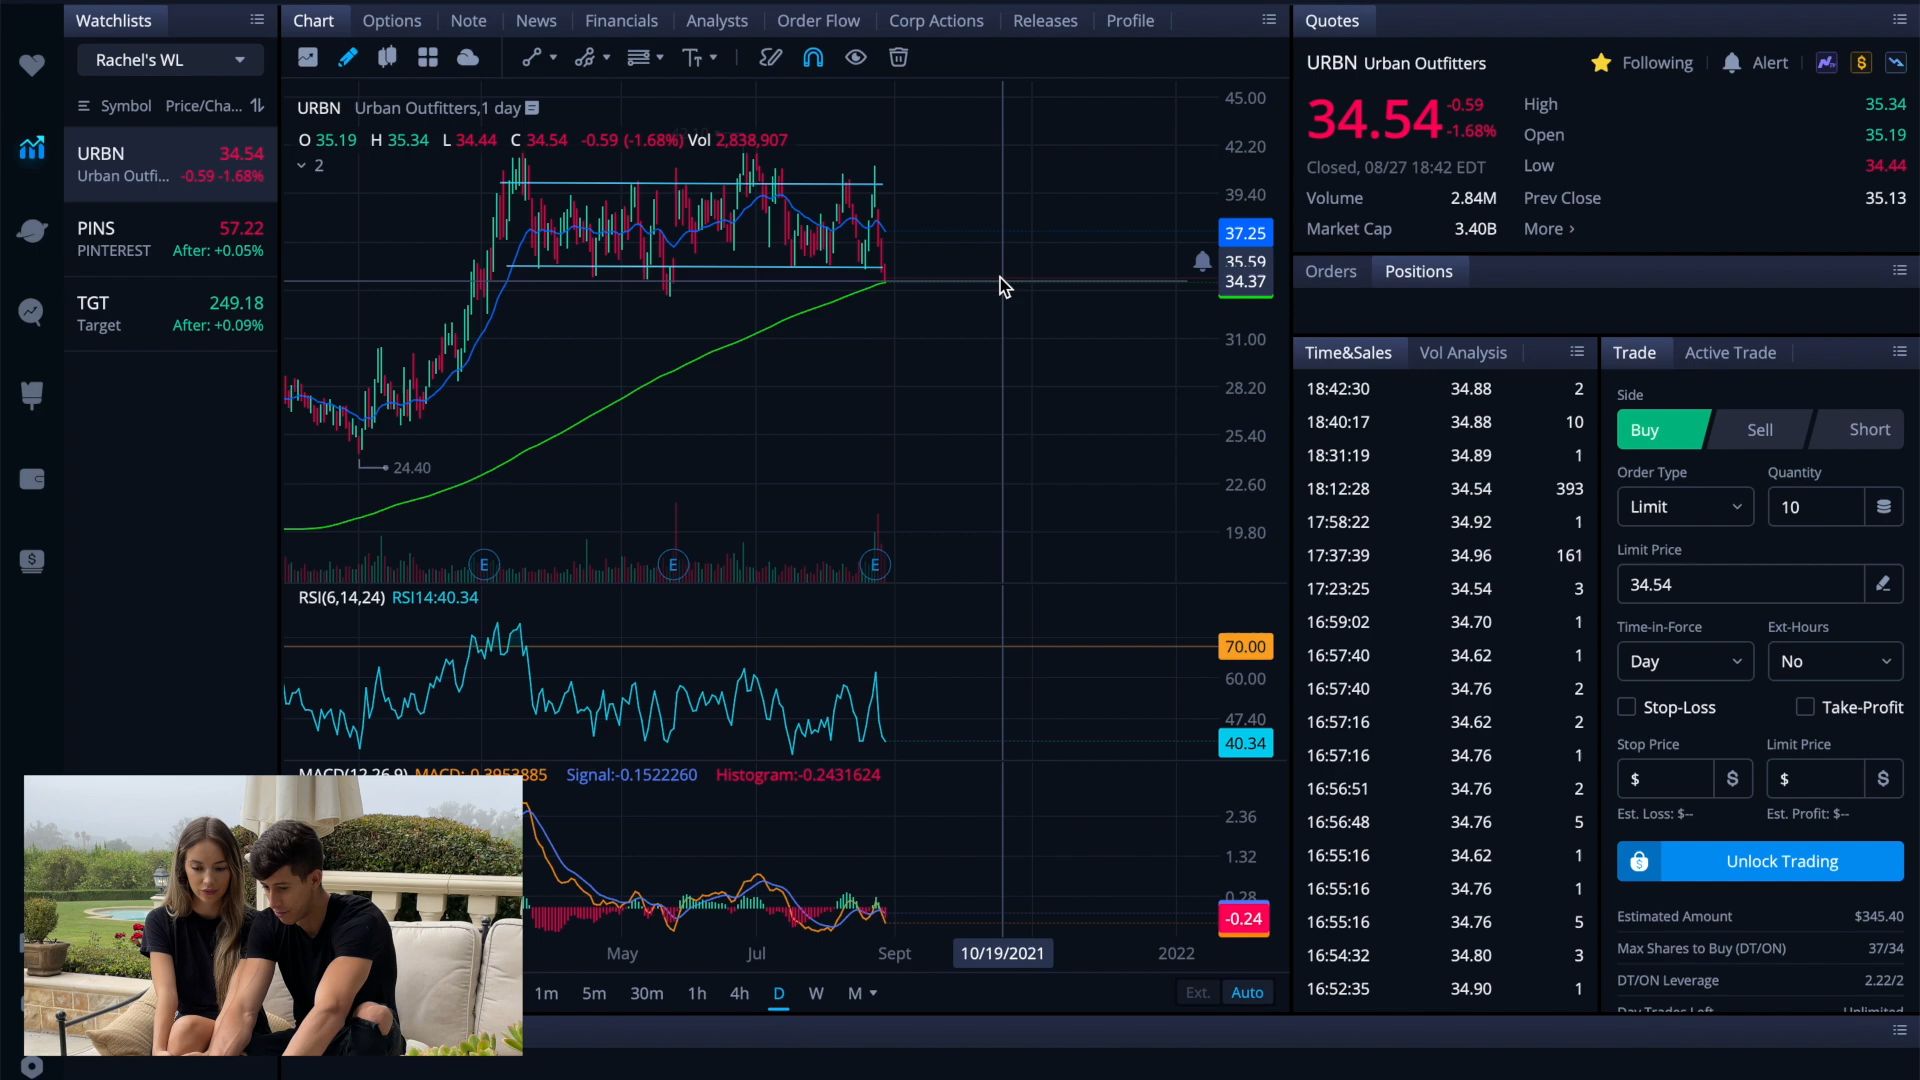 Watchlists
Rachel's WL
Symbol Price/Cha...
URBN 34.54
Urban Outfi... -0.59 -1.68%
PINS 57.22
PINTEREST After: +0.05%
TGT 249.18
Target After: +0.09%
Chart Options Note News Financials Analysts Order Flow Corp Actions Releases Profile
URBN Urban Outfitters,1 day
O 35.19 H 35.34 L 34.44 C 34.54 -0.59 (-1.68%) Vol 2,838,907
2
45.00
42.20
39.40
37.25
35.59
34.37
31.00
28.20
25.40
22.60
19.80
24.40
E E E
RSI(6,14,24) RSI14:40.34
70.00
60.00
47.40
40.34
MACD(12,26,9) MACD:-0.3953885 Signal:-0.1522260 Histogram:-0.2431624
2.36
1.32
0.28
-0.24
May Jul Sept 10/19/2021 2022
1m 5m 30m 1h 4h D W M Ext. Auto
Quotes
URBN Urban Outfitters Following Alert
34.54 -0.59
-1.68%
Closed, 08/27 18:42 EDT
High 35.34
Open 35.19
Low 34.44
Volume 2.84M Prev Close 35.13
Market Cap 3.40B More >
Orders Positions
Time&Sales Vol Analysis
18:42:30 34.88 2
18:40:17 34.88 10
18:31:19 34.89 1
18:12:28 34.54 393
17:58:22 34.92 1
17:37:39 34.96 161
17:23:25 34.54 3
16:59:02 34.70 1
16:57:40 34.62 1
16:57:40 34.76 2
16:57:16 34.62 2
16:57:16 34.76 1
16:56:51 34.76 2
16:56:48 34.76 5
16:55:16 34.62 1
16:55:16 34.76 1
16:55:16 34.76 5
16:54:32 34.80 3
16:52:35 34.90 1
Trade Active Trade
Side
Buy Sell Short
Order Type Quantity
Limit 10
Limit Price
34.54
Time-in-Force Ext-Hours
Day No
Stop-Loss Take-Profit
Stop Price Limit Price
$ $ $ $
Est. Loss: $-- Est. Profit: $--
Unlock Trading
Estimated Amount $345.40
Max Shares to Buy (DT/ON) 37/34
DT/ON Leverage 2.22/2
Day Trades Left Unlimited